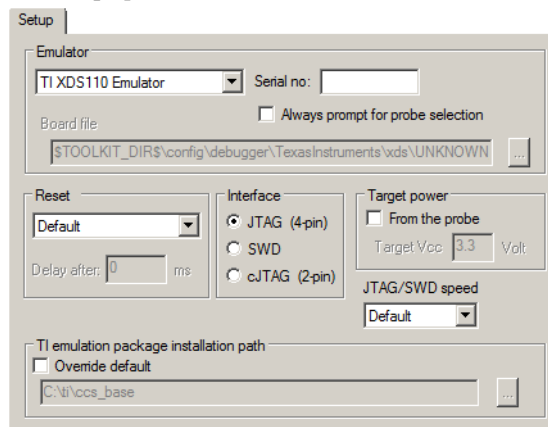 Setup
Emulator
TI XDS110 Emulator Serial no:
Always prompt for probe selection
Board file
$TOOLKIT_DIR$\config\debugger\TexasInstruments\xds\UNKNOWN ...
Reset
Default
Delay after: 0 ms
Interface
JTAG (4-pin)
SWD
cJTAG (2-pin)
Target power
From the probe
Target Vcc 3.3 Volt
JTAG/SWD speed
Default
TI emulation package installation path
Override default
C:\ti\ccs_base ...